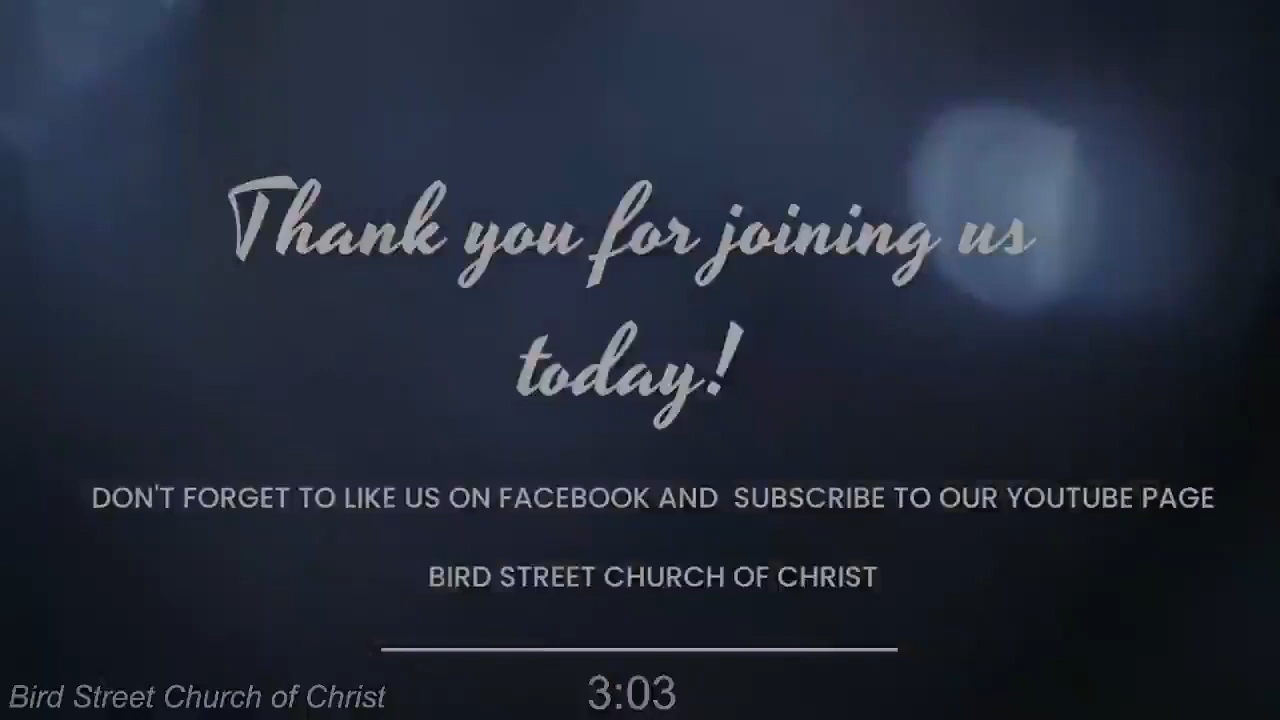 Thank you for joining us
today!
DON'T FORGET TO LIKE US ON FACEBOOK AND  SUBSCRIBE TO OUR YOUTUBE PAGE
BIRD STREET CHURCH OF CHRIST
Bird Street Church of Christ
3:03